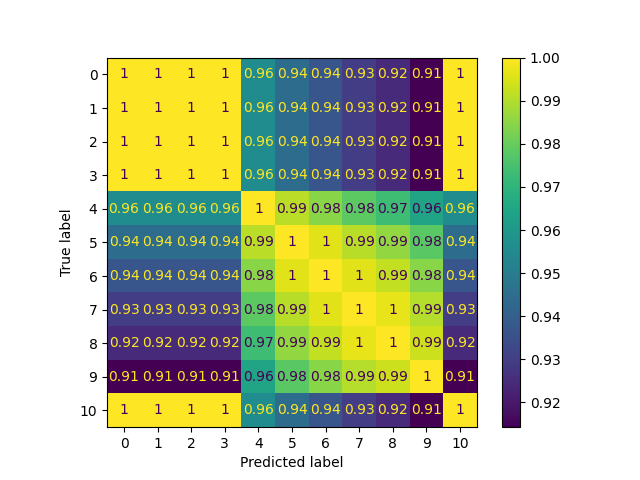 0 1 1 1 1 0.96 0.94 0.94 0.93 0.92 0.91 1
1 1 1 1 1 0.96 0.94 0.94 0.93 0.92 0.91 1
2 1 1 1 1 0.96 0.94 0.94 0.93 0.92 0.91 1
3 1 1 1 1 0.96 0.94 0.94 0.93 0.92 0.91 1
4 0.96 0.96 0.96 0.96 1 0.99 0.98 0.98 0.97 0.96 0.96
5 0.94 0.94 0.94 0.94 0.99 1 1 0.99 0.99 0.98 0.94
6 0.94 0.94 0.94 0.94 0.98 1 1 1 0.99 0.98 0.94
7 0.93 0.93 0.93 0.93 0.98 0.99 1 1 1 0.99 0.93
8 0.92 0.92 0.92 0.92 0.97 0.99 0.99 1 1 0.99 0.92
9 0.91 0.91 0.91 0.91 0.96 0.98 0.98 0.99 0.99 1 0.91
10 1 1 1 1 0.96 0.94 0.94 0.93 0.92 0.91 1
0 1 2 3 4 5 6 7 8 9 10
Predicted label
True label
1.00
0.99
0.98
0.97
0.96
0.95
0.94
0.93
0.92